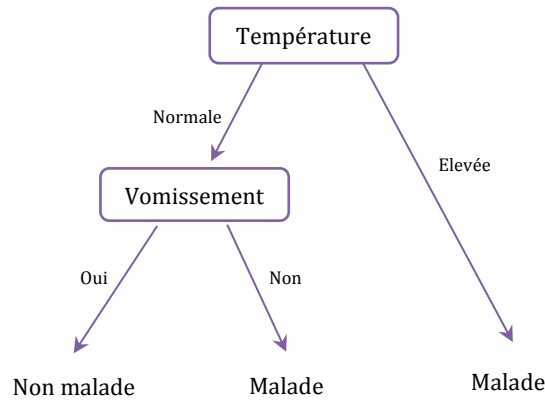 Température
Normale
Elevée
Vomissement
Oui
Non
Non malade
Malade
Malade